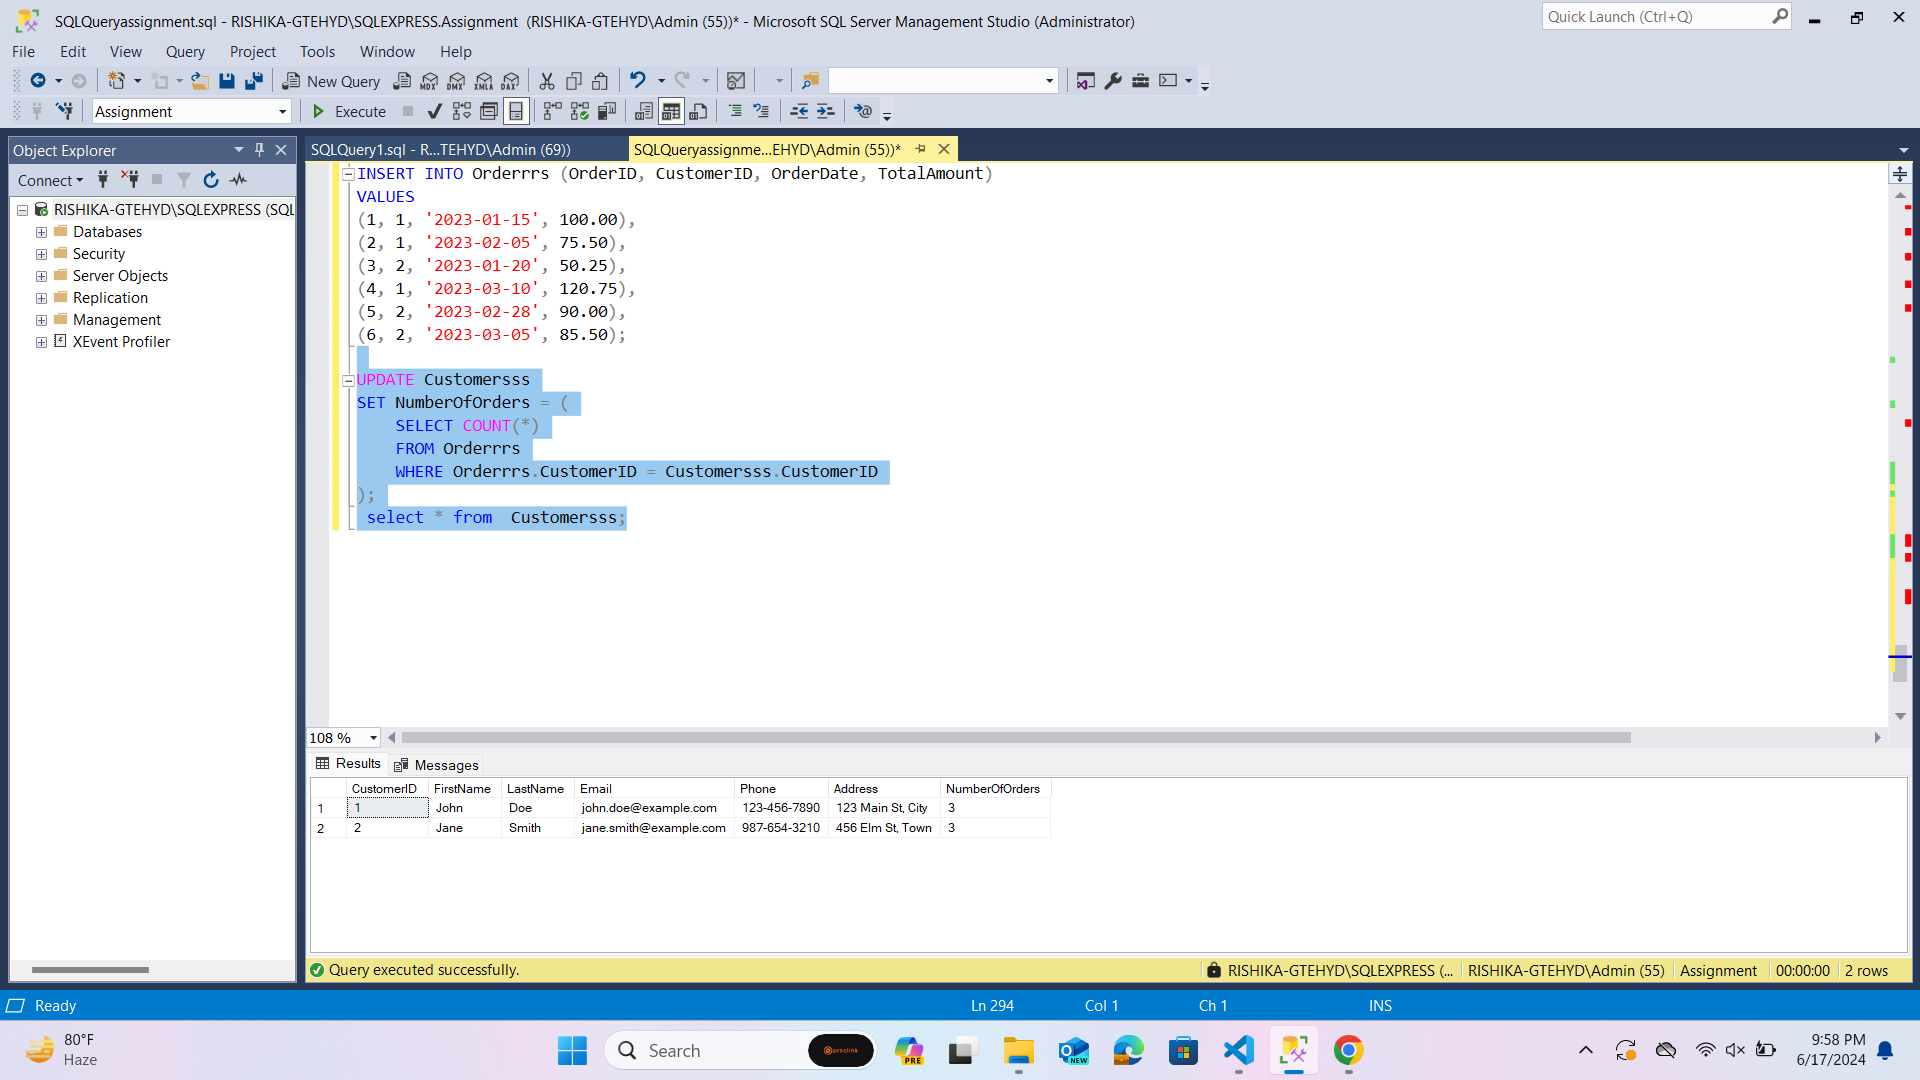 SQLQueryassignment.sql - RISHIKA-GTEHYD\SQLEXPRESS.Assignment (RISHIKA-GTEHYD\Admin (55))* - Microsoft SQL Server Management Studio (Administrator)
Quick Launch (Ctrl+Q)
File Edit View Query Project Tools Window Help
New Query MDX DMX XMLA DAX
Assignment Execute
Object Explorer
SQLQuery1.sql - R...TEHYD\Admin (69)) SQLQueryassignme...EHYD\Admin (55))*
Connect
RISHIKA-GTEHYD\SQLEXPRESS (SQL
Databases
Security
Server Objects
Replication
Management
XEvent Profiler
INSERT INTO Orderrrs (OrderID, CustomerID, OrderDate, TotalAmount)
VALUES
(1, 1, '2023-01-15', 100.00),
(2, 1, '2023-02-05', 75.50),
(3, 2, '2023-01-20', 50.25),
(4, 1, '2023-03-10', 120.75),
(5, 2, '2023-02-28', 90.00),
(6, 2, '2023-03-05', 85.50);
UPDATE Customersss
SET NumberOfOrders = (
SELECT COUNT(*)
FROM Orderrrs
WHERE Orderrrs.CustomerID = Customersss.CustomerID
);
select * from Customersss;
108 %
Results Messages
CustomerID FirstName LastName Email Phone Address NumberOfOrders
1 1 John Doe john.doe@example.com 123-456-7890 123 Main St, City 3
2 2 Jane Smith jane.smith@example.com 987-654-3210 456 Elm St, Town 3
Query executed successfully. RISHIKA-GTEHYD\SQLEXPRESS (... RISHIKA-GTEHYD\Admin (55) Assignment 00:00:00 2 rows
Ready Ln 294 Col 1 Ch 1 INS
80°F
Haze
Search
PRE
NEW
9:58 PM
6/17/2024